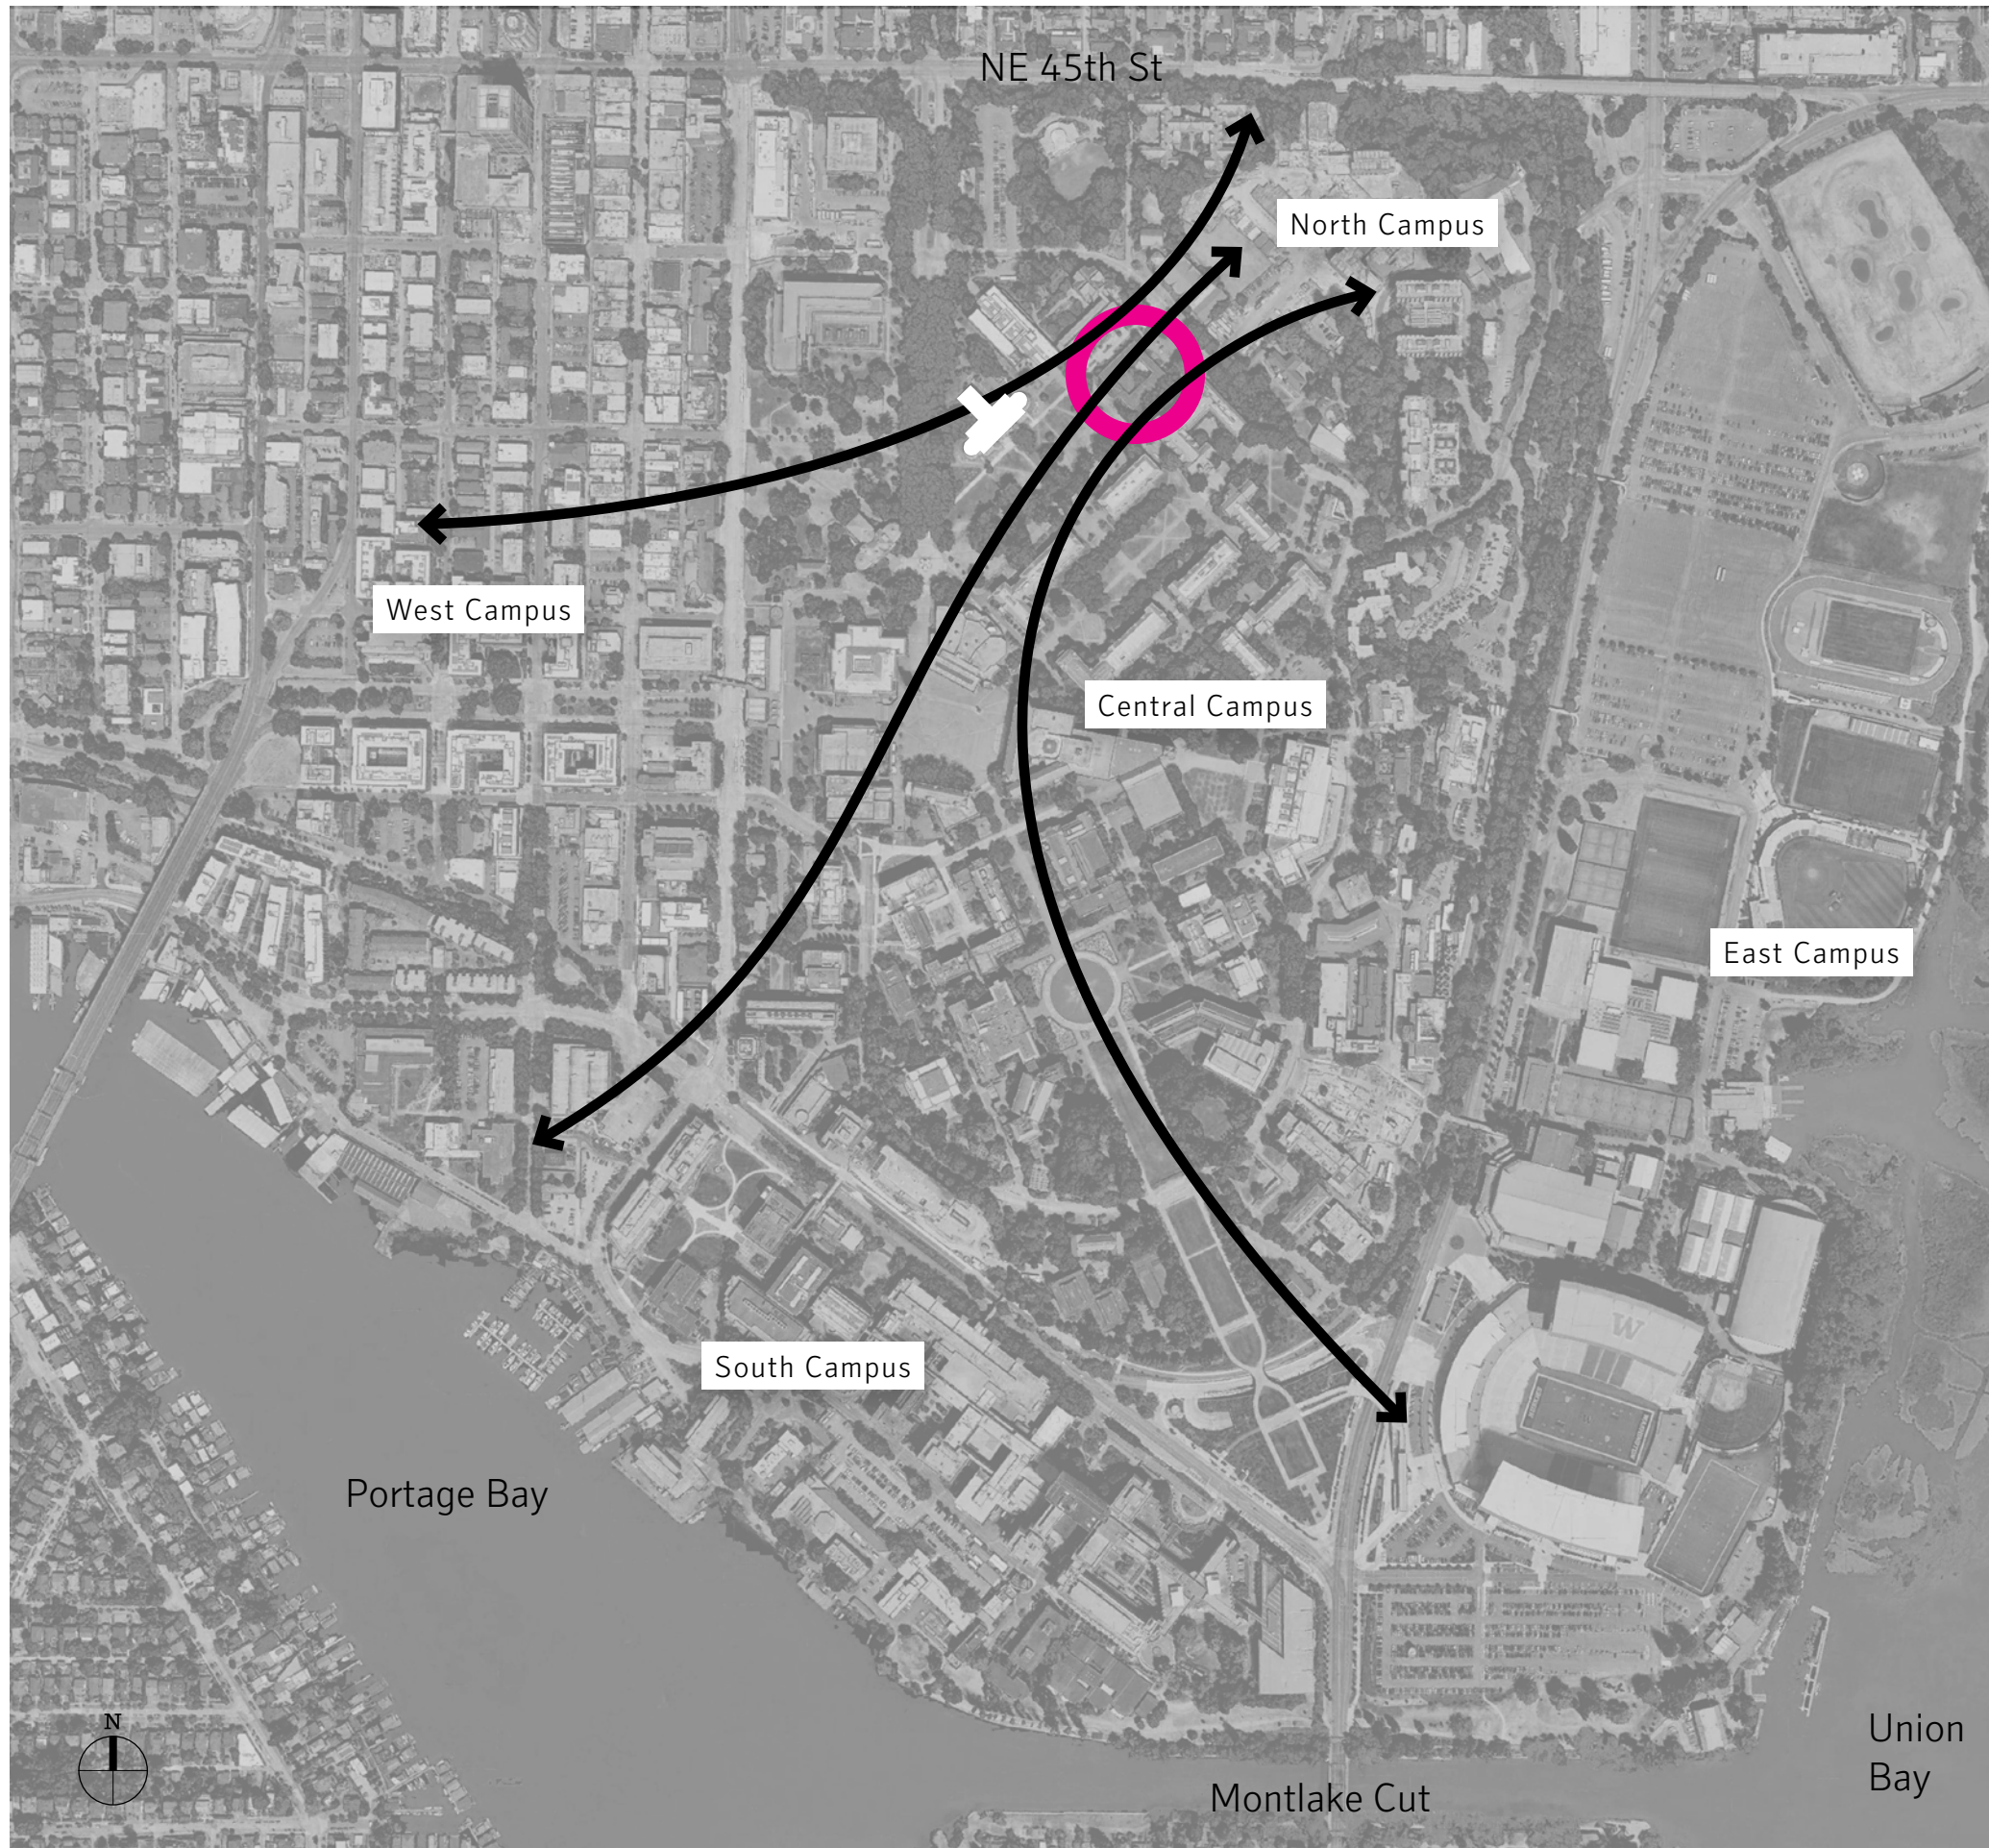 NE 45th St
North Campus
West Campus
Central Campus
East Campus
W
South Campus
Portage Bay
N
Union
Bay
Montlake Cut